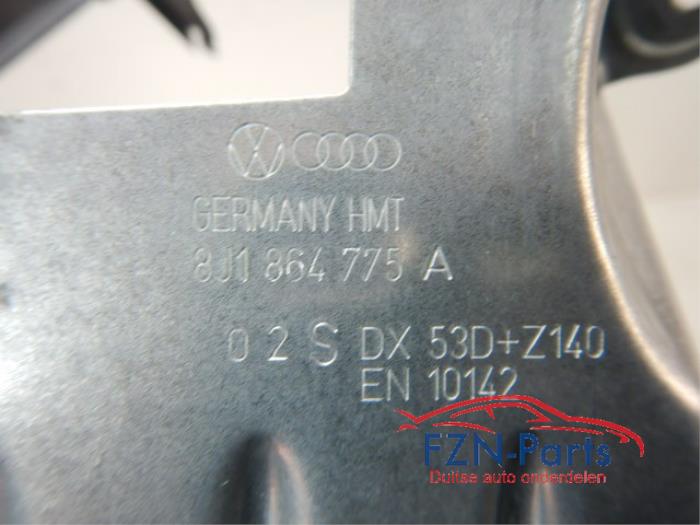 GERMANY HMT
8J1 864 775 A
0 2 S DX 53D+Z140
EN 10142
FZN-Parts
Duitse auto onderdelen